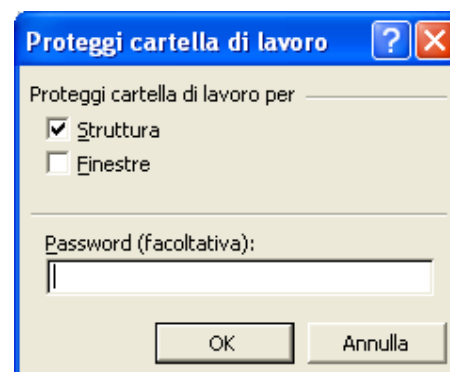 Proteggi cartella di lavoro
Proteggi cartella di lavoro per
Struttura
Finestre
Password (facoltativa):
OK Annulla